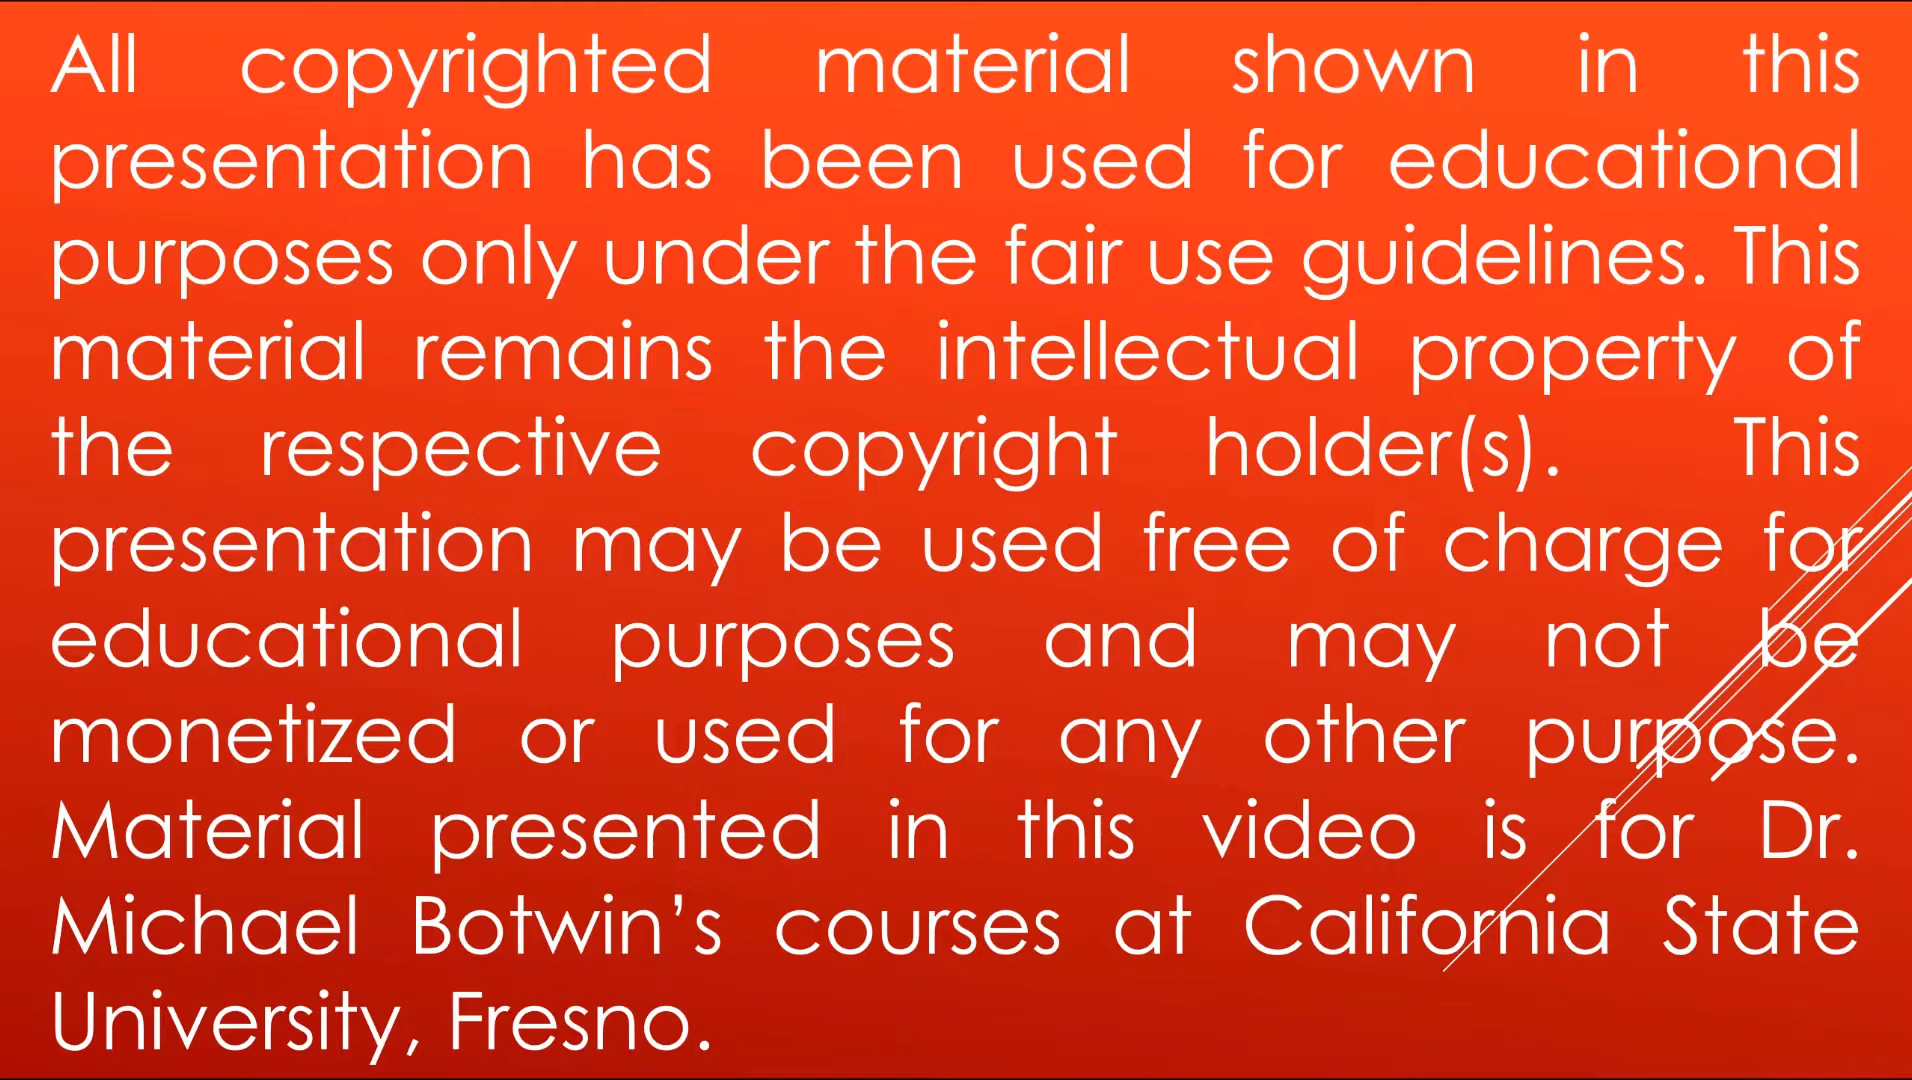 All copyrighted material shown in this
presentation has been used for educational
purposes only under the fair use guidelines. This
material remains the intellectual property of
the respective copyright holder(s). This
presentation may be used free of charge for
educational purposes and may not be
monetized or used for any other purpose.
Material presented in this video is for Dr.
Michael Botwin’s courses at California State
University, Fresno.